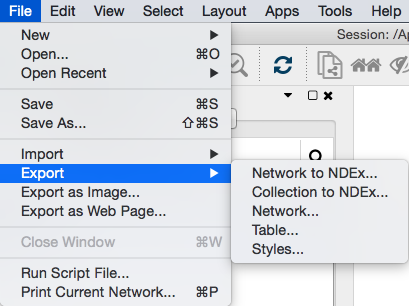 File Edit View Select Layout Apps Tools Help
Session: /Ap
New
Open... ⌘O
Open Recent
Save ⌘S
Save As... ⇧⌘S
Import
Export
Export as Image...
Export as Web Page...
Close Window ⌘W
Run Script File...
Print Current Network... ⌘P
Network to NDEx...
Collection to NDEx...
Network...
Table...
Styles...